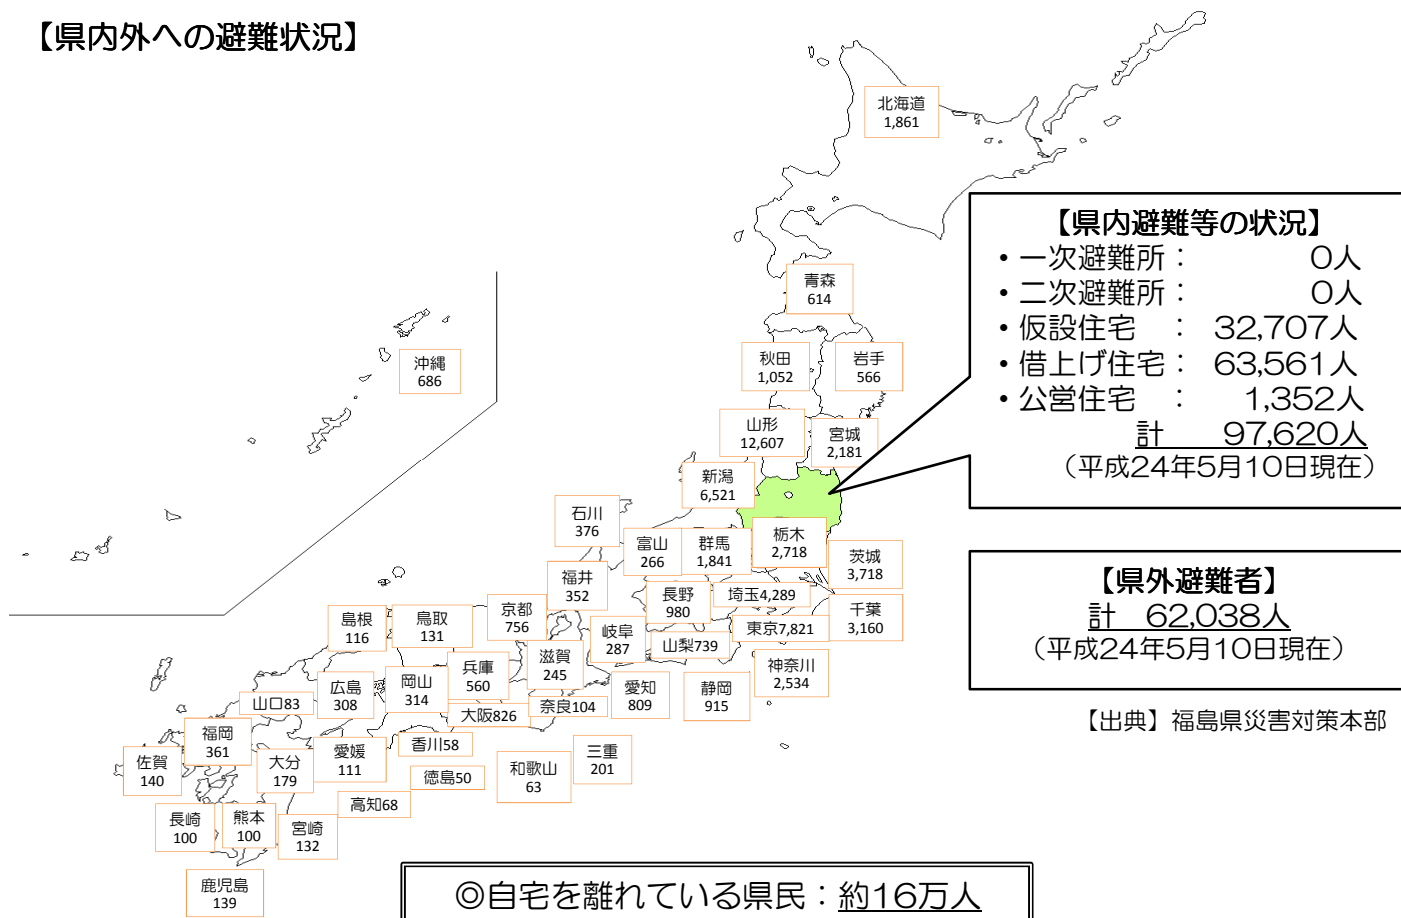 【県内外への避難状況】
北海道
1,861
青森
614
秋田
1,052
岩手
566
山形
12,607
宮城
2,181
新潟
6,521
沖縄
686
【県内避難等の状況】
・一次避難所： 0人
・二次避難所： 0人
・仮設住宅 ： 32,707人
・借上げ住宅： 63,561人
・公営住宅 ： 1,352人
計 97,620人
（平成24年5月10日現在）
石川
376
富山
266
群馬
1,841
栃木
2,718
茨城
3,718
福井
352
長野
980
埼玉4,289
千葉
3,160
【県外避難者】
計 62,038人
（平成24年5月10日現在）
島根
116
鳥取
131
京都
756
岐阜
287
山梨739
東京7,821
神奈川
2,534
滋賀
245
兵庫
560
岡山
314
広島
308
山口83
大阪826
奈良104
愛知
809
静岡
915
【出典】福島県災害対策本部
福岡
361
佐賀
140
大分
179
愛媛
111
香川58
徳島50
和歌山
63
三重
201
高知68
長崎
100
熊本
100
宮崎
132
鹿児島
139
◎自宅を離れている県民：約16万人